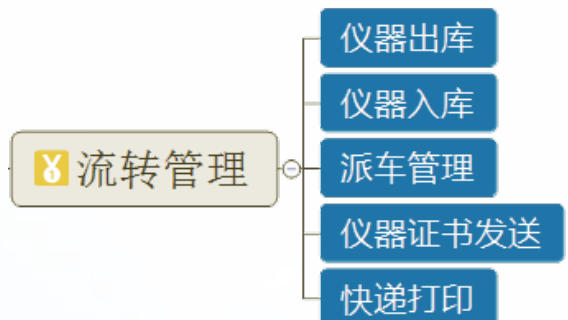 流转管理
仪器出库
仪器入库
派车管理
仪器证书发送
快递打印